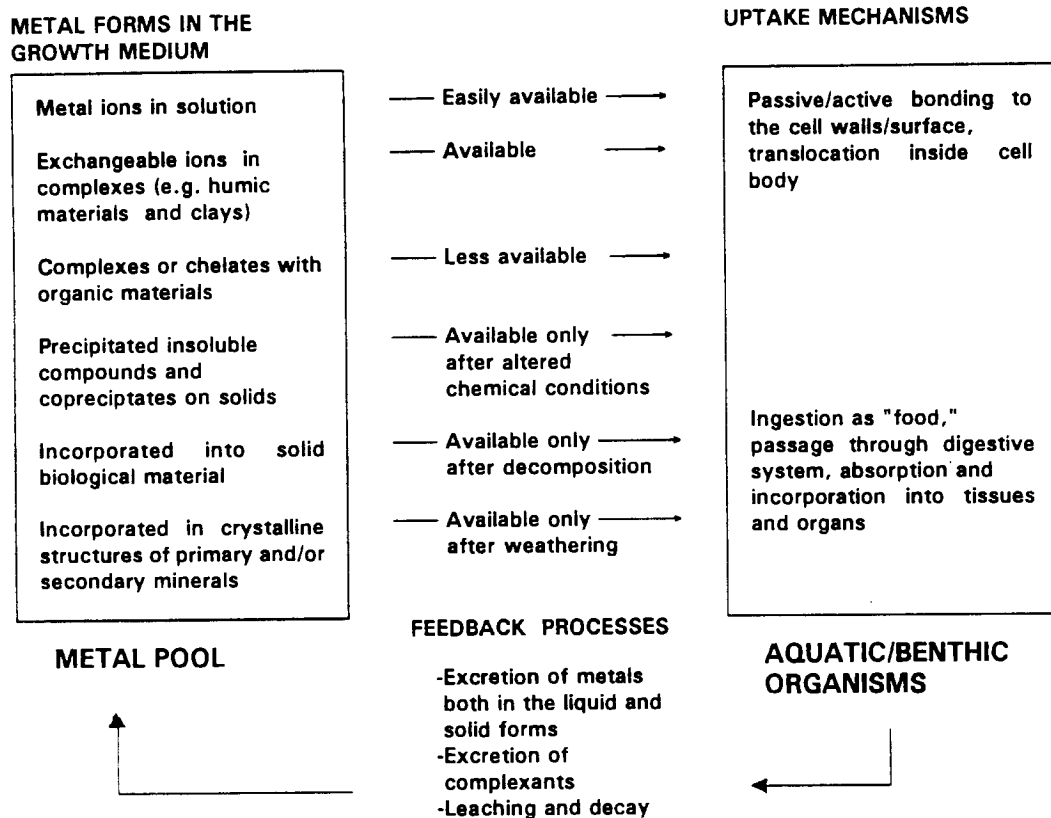 METAL FORMS IN THE
GROWTH MEDIUM
Metal ions in solution
Exchangeable ions in
complexes (e.g. humic
materials and clays)
Complexes or chelates with
organic materials
Precipitated insoluble
compounds and
copreciptates on solids
Incorporated into solid
biological material
Incorporated in crystalline
structures of primary and/or
secondary minerals
METAL POOL
Easily available
Available
Less available
Available only
after altered
chemical conditions
Available only
after decomposition
Available only
after weathering
FEEDBACK PROCESSES
-Excretion of metals
both in the liquid and
solid forms
-Excretion of
complexants
-Leaching and decay
UPTAKE MECHANISMS
Passive/active bonding to
the cell walls/surface,
translocation inside cell
body
Ingestion as "food,"
passage through digestive
system, absorption and
incorporation into tissues
and organs
AQUATIC/BENTHIC
ORGANISMS